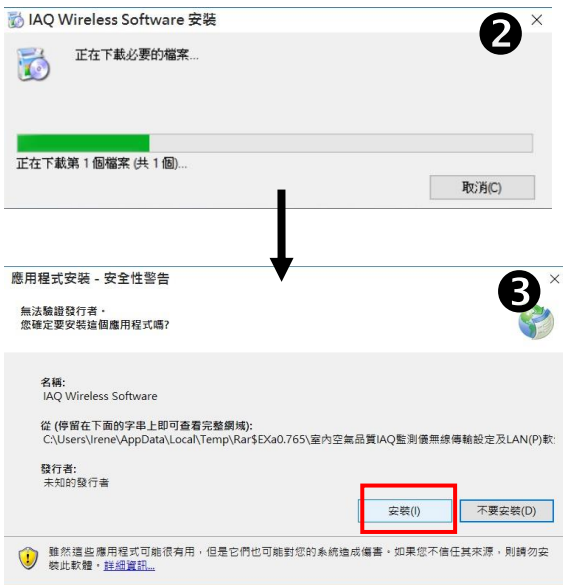 IAQ Wireless Software 安裝
2
正在下載必要的檔案...
正在下載第 1 個檔案 (共 1 個)...
取消(C)
應用程式安裝 - 安全性警告
3
無法驗證發行者。
您確定要安裝這個應用程式嗎?
名稱:
IAQ Wireless Software
從 (停留在下面的字串上即可查看完整網域):
C:\Users\Irene\AppData\Local\Temp\Rar$EXa0.765\室內空氣品質IAQ監測儀無線傳輸設定及LAN(P)軟
發行者:
未知的發行者
安裝(I)
不要安裝(D)
雖然這些應用程式可能很有用，但是它們也可能對您的系統造成傷害。如果您不信任其來源，則請勿安
裝此軟體。詳細資訊...